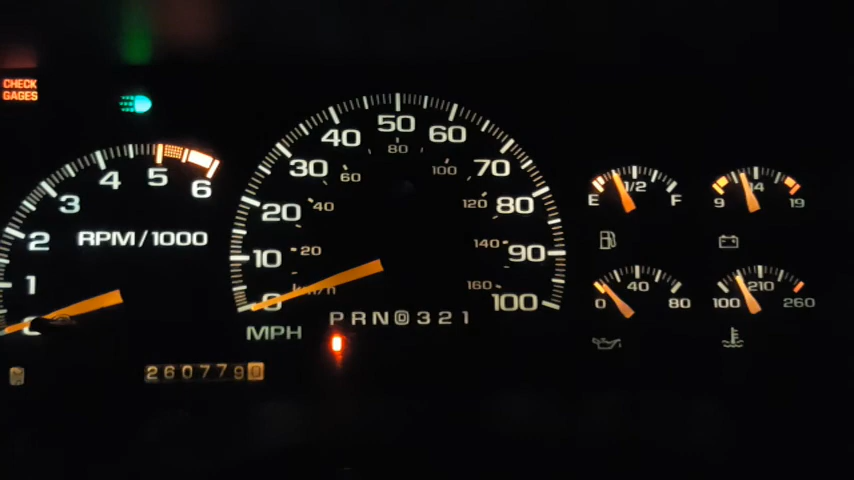 CHECK
GAGES
0 1 2 3 4 5 6
RPM/1000
0 10 20 30 40 50 60 70 80 90 100
20 40 60 80 100 120 140 160
km/h
MPH
PRND321
260779 0
E 1/2 F
9 14 19
0 40 80
100 210 260